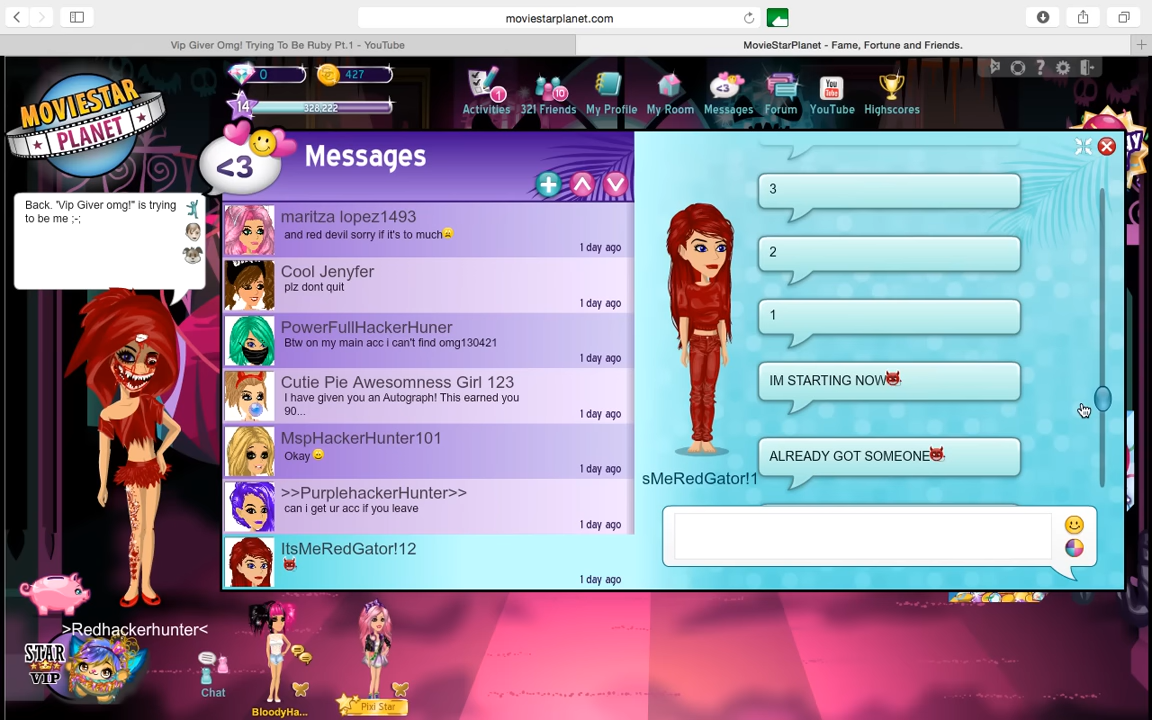 moviestarplanet.com
Vip Giver Omg! Trying To Be Ruby Pt.1 - YouTube
MovieStarPlanet - Fame, Fortune and Friends.
MOVIESTAR
PLANET
0
427
14
328,222
1
Activities
10
321 Friends
My Profile
My Room
<3
Messages
Forum
You
Tube
YouTube
Highscores
<3
Messages
Back. "Vip Giver omg!" is trying
to be me ;-;
maritza lopez1493
and red devil sorry if it's to much
1 day ago
Cool Jenyfer
plz dont quit
1 day ago
PowerFullHackerHuner
Btw on my main acc i can't find omg130421
1 day ago
Cutie Pie Awesomness Girl 123
I have given you an Autograph! This earned you
90...
1 day ago
MspHackerHunter101
Okay
1 day ago
>>PurplehackerHunter>>
can i get ur acc if you leave
1 day ago
ItsMeRedGator!12
1 day ago
3
2
1
IM STARTING NOW
ALREADY GOT SOMEONE
sMeRedGator!1
>Redhackerhunter<
STAR
VIP
Chat
BloodyHa...
Pixi Star